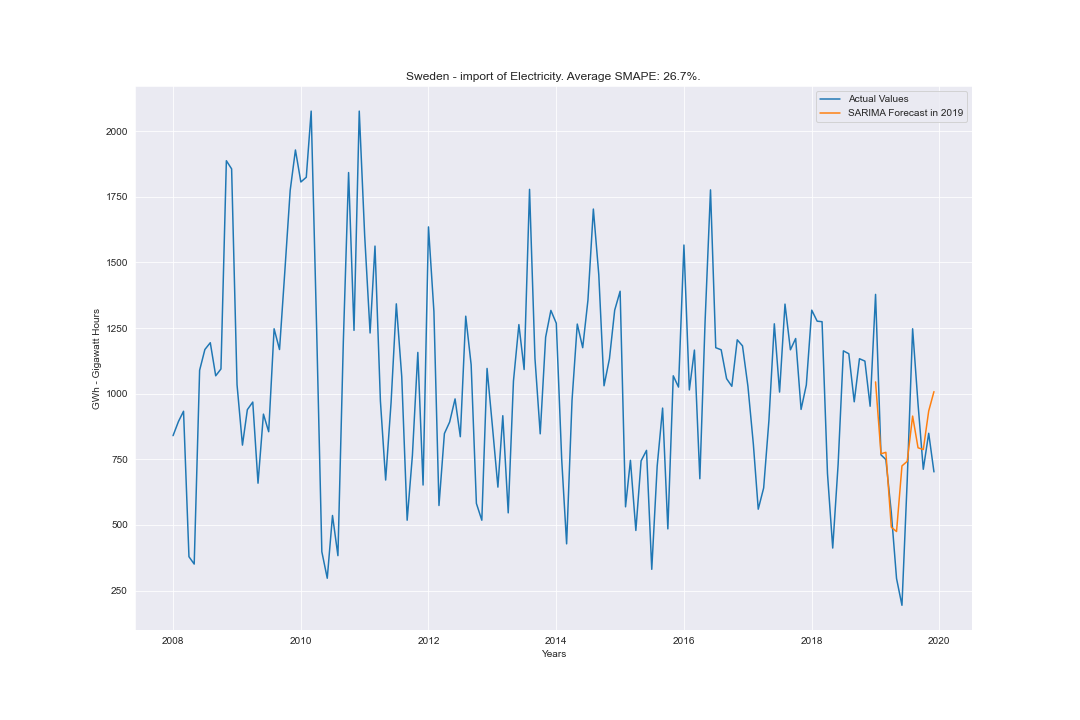 Sweden - import of Electricity. Average SMAPE: 26.7%.
Actual Values
SARIMA Forecast in 2019
GWh - Gigawatt Hours
2000
1750
1500
1250
1000
750
500
250
2008 2010 2012 2014 2016 2018 2020
Years